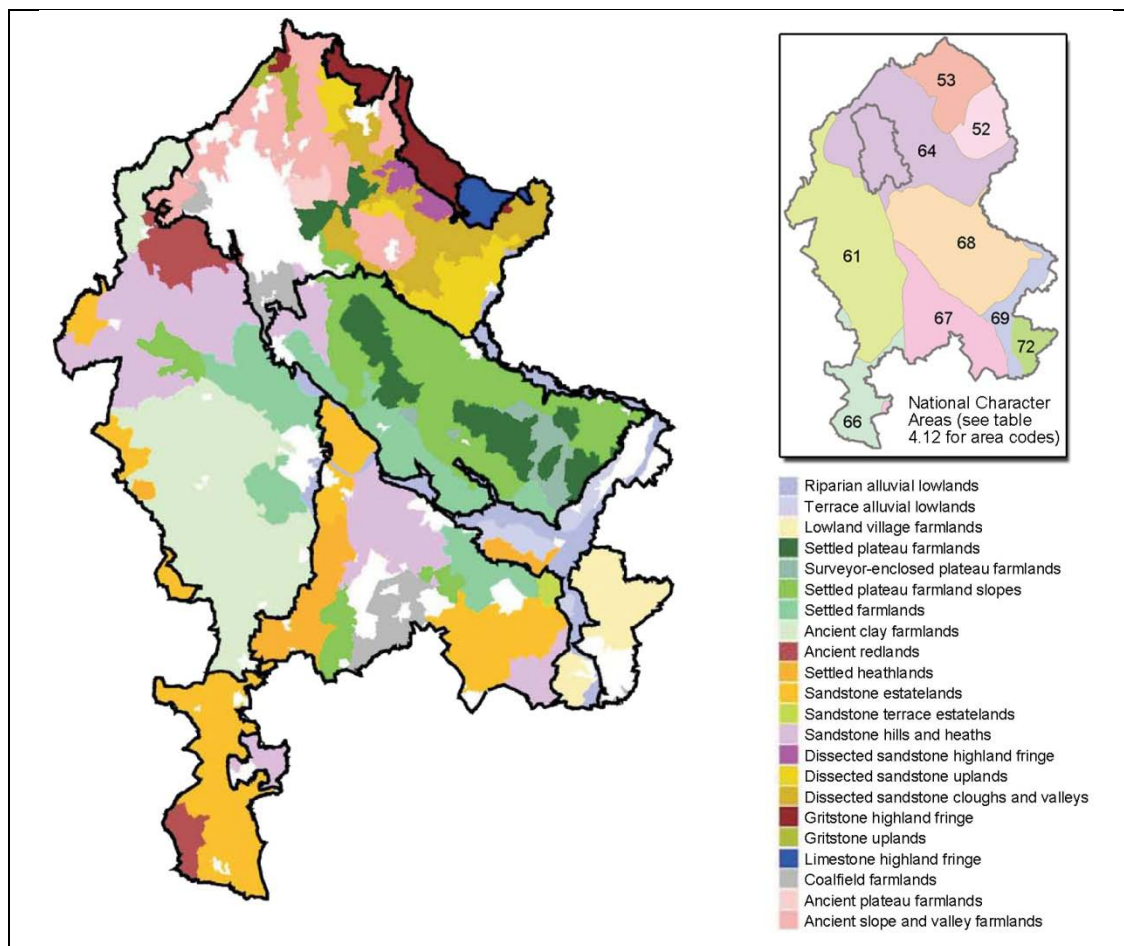 53
52
64
61
68
67
69
72
66
National Character
Areas (see table
4.12 for area codes)
Riparian alluvial lowlands
Terrace alluvial lowlands
Lowland village farmlands
Settled plateau farmlands
Surveyor-enclosed plateau farmlands
Settled plateau farmland slopes
Settled farmlands
Ancient clay farmlands
Ancient redlands
Settled heathlands
Sandstone estatelands
Sandstone terrace estatelands
Sandstone hills and heaths
Dissected sandstone highland fringe
Dissected sandstone uplands
Dissected sandstone cloughs and valleys
Gritstone highland fringe
Gritstone uplands
Limestone highland fringe
Coalfield farmlands
Ancient plateau farmlands
Ancient slope and valley farmlands